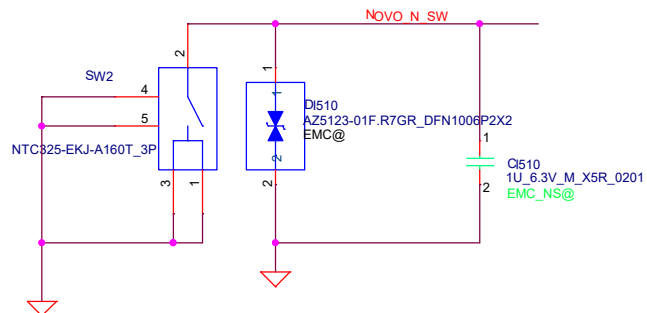 NOVO_N_SW
2
SW2
4
5
NTC325-EKJ-A160T_3P
3
1
1
1
DI510
AZ5123-01F.R7GR_DFN1006P2X2
EMC@
2
2
1
CI510
1U_6.3V_M_X5R_0201
2
EMC_NS@